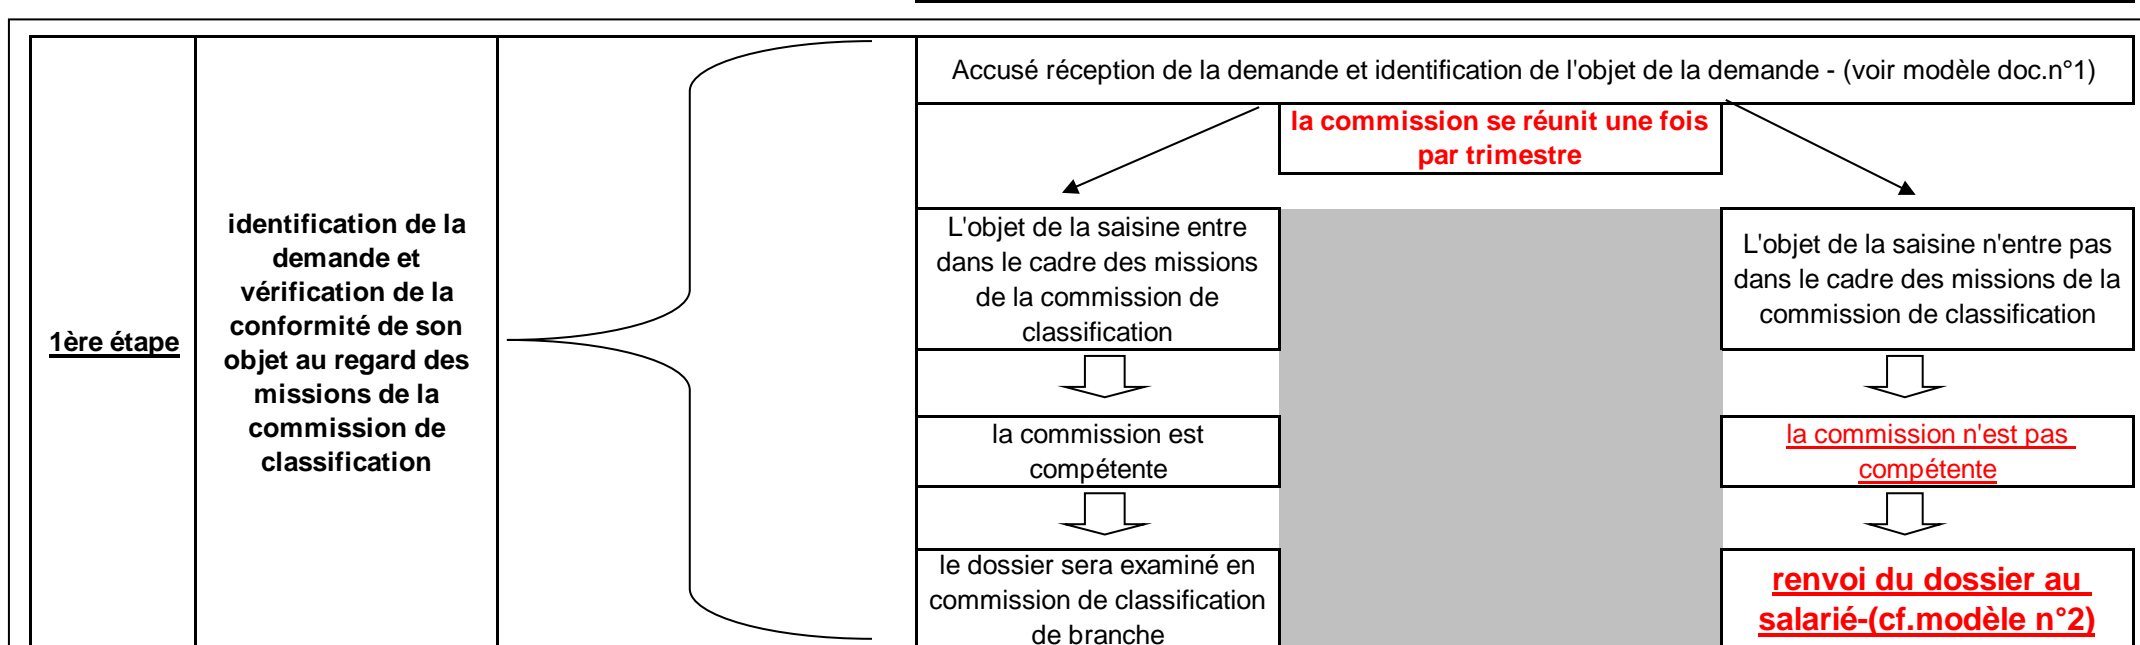 1ère étape
identification de la
demande et
vérification de la
conformité de son
objet au regard des
missions de la
commission de
classification
Accusé réception de la demande et identification de l'objet de la demande - (voir modèle doc.n°1)
la commission se réunit une fois
par trimestre
L'objet de la saisine entre
dans le cadre des missions
de la commission de
classification
la commission est
compétente
le dossier sera examiné en
commission de classification
de branche
L'objet de la saisine n'entre pas
dans le cadre des missions de la
commission de classification
la commission n'est pas
compétente
renvoi du dossier au
salarié-(cf.modèle n°2)